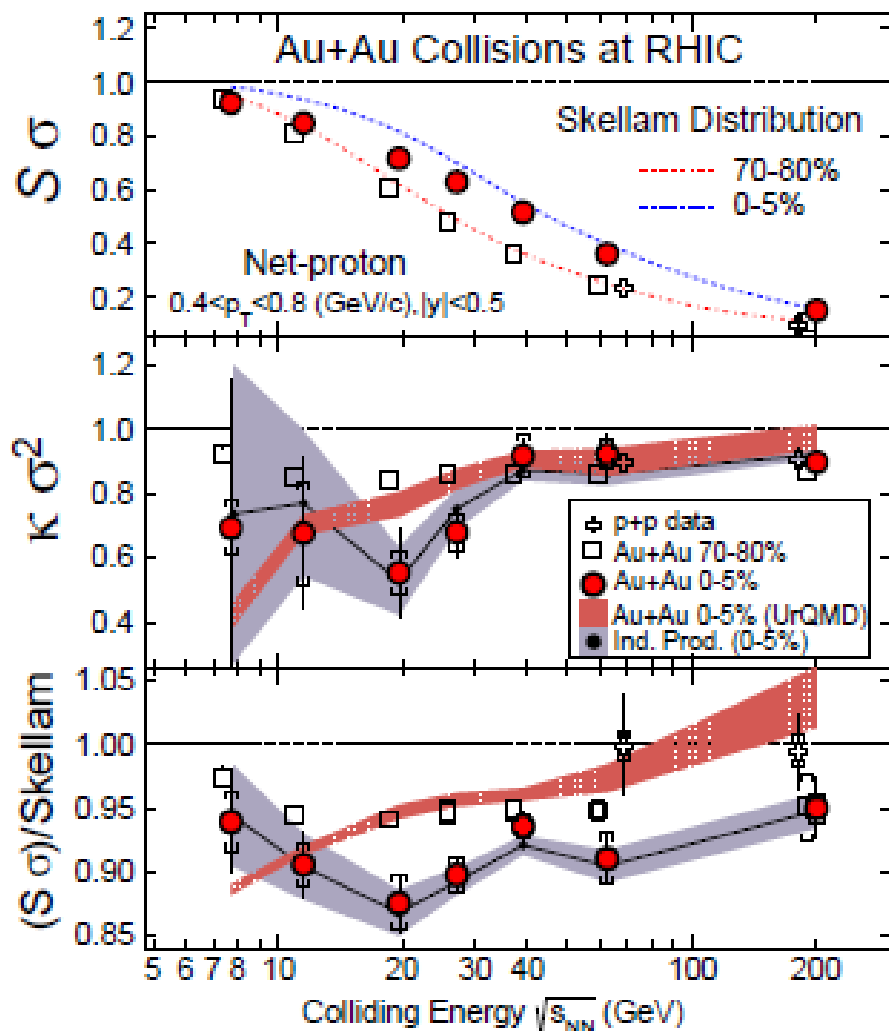 Au+Au Collisions at RHIC
S σ
1.2
1.0
0.8
0.6
0.4
0.2
Skellam Distribution
70-80%
0-5%
Net-proton
0.4<p_T<0.8 (GeV/c),|y|<0.5
κ σ²
1.2
1.0
0.8
0.6
0.4
p+p data
Au+Au 70-80%
Au+Au 0-5%
Au+Au 0-5% (UrQMD)
Ind. Prod. (0-5%)
(S σ)/Skellam
1.05
1.00
0.95
0.90
0.85
5 6 7 8 10 20 30 40 100 200
Colliding Energy √s_NN (GeV)